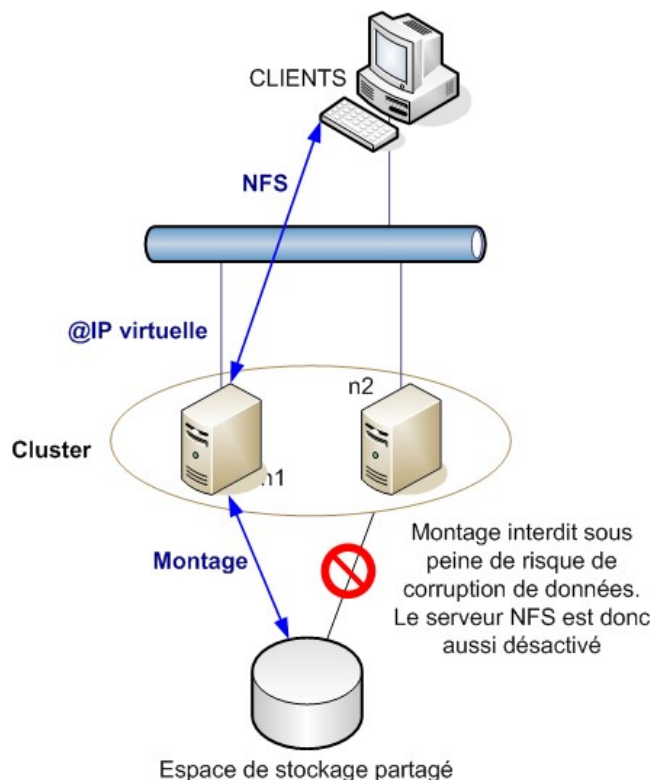 CLIENTS
NFS
@IP virtuelle
n2
Cluster
n1
Montage
Montage interdit sous
peine de risque de
corruption de données.
Le serveur NFS est donc
aussi désactivé
Espace de stockage partagé